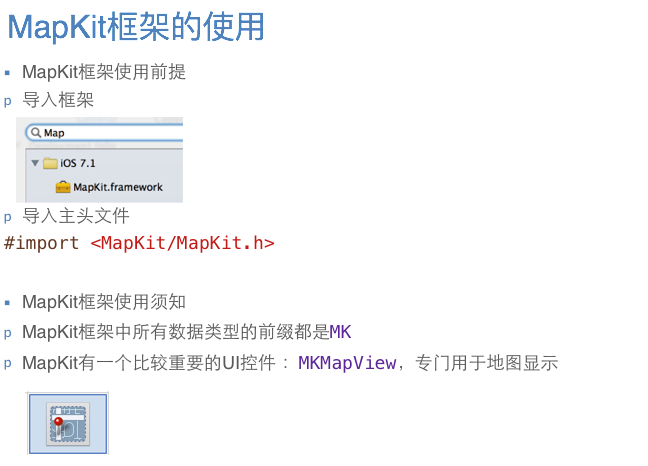 MapKit框架的使用
▪ MapKit框架使用前提
p 导入框架
Map
iOS 7.1
MapKit.framework
p 导入主头文件
#import <MapKit/MapKit.h>
▪ MapKit框架使用须知
p MapKit框架中所有数据类型的前缀都是MK
p MapKit有一个比较重要的UI控件：MKMapView，专门用于地图显示